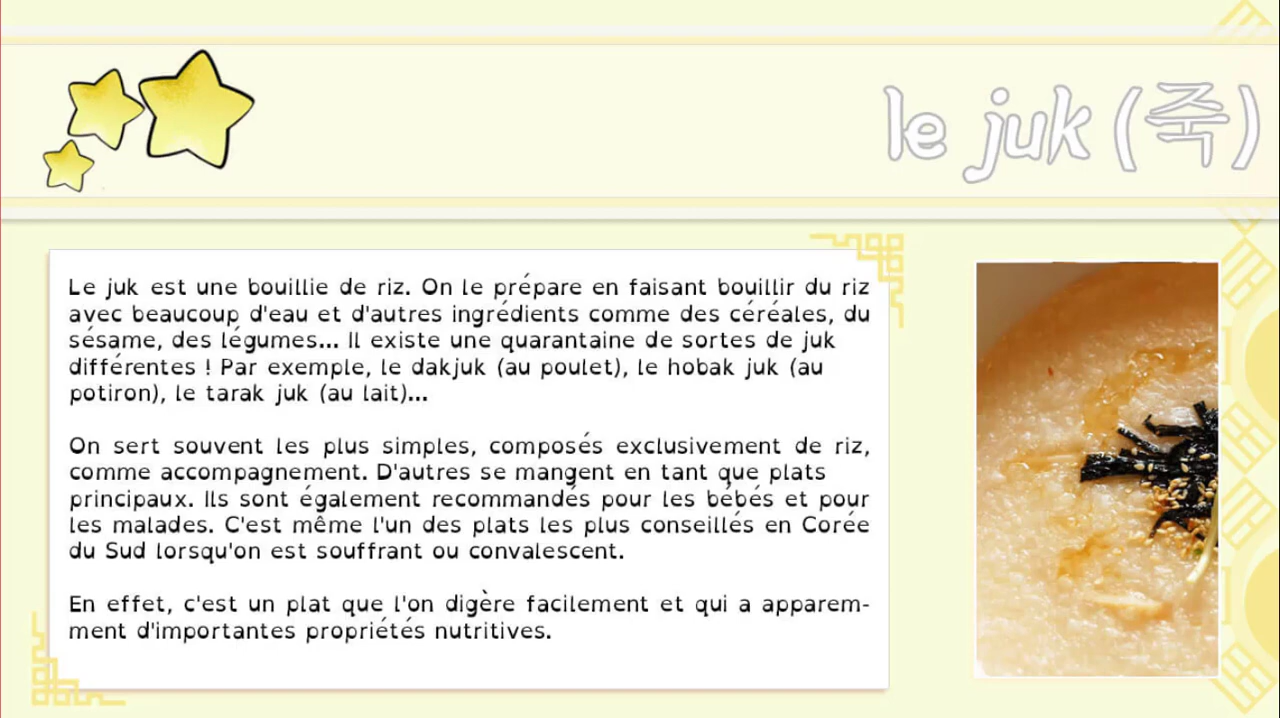 le juk (죽)
Le juk est une bouillie de riz. On le prépare en faisant bouillir du riz
avec beaucoup d'eau et d'autres ingrédients comme des céréales, du
sésame, des légumes... Il existe une quarantaine de sortes de juk
différentes ! Par exemple, le dakjuk (au poulet), le hobak juk (au
potiron), le tarak juk (au lait)...
On sert souvent les plus simples, composés exclusivement de riz,
comme accompagnement. D'autres se mangent en tant que plats
principaux. Ils sont également recommandés pour les bébés et pour
les malades. C'est même l'un des plats les plus conseillés en Corée
du Sud lorsqu'on est souffrant ou convalescent.
En effet, c'est un plat que l'on digère facilement et qui a apparem-
ment d'importantes propriétés nutritives.